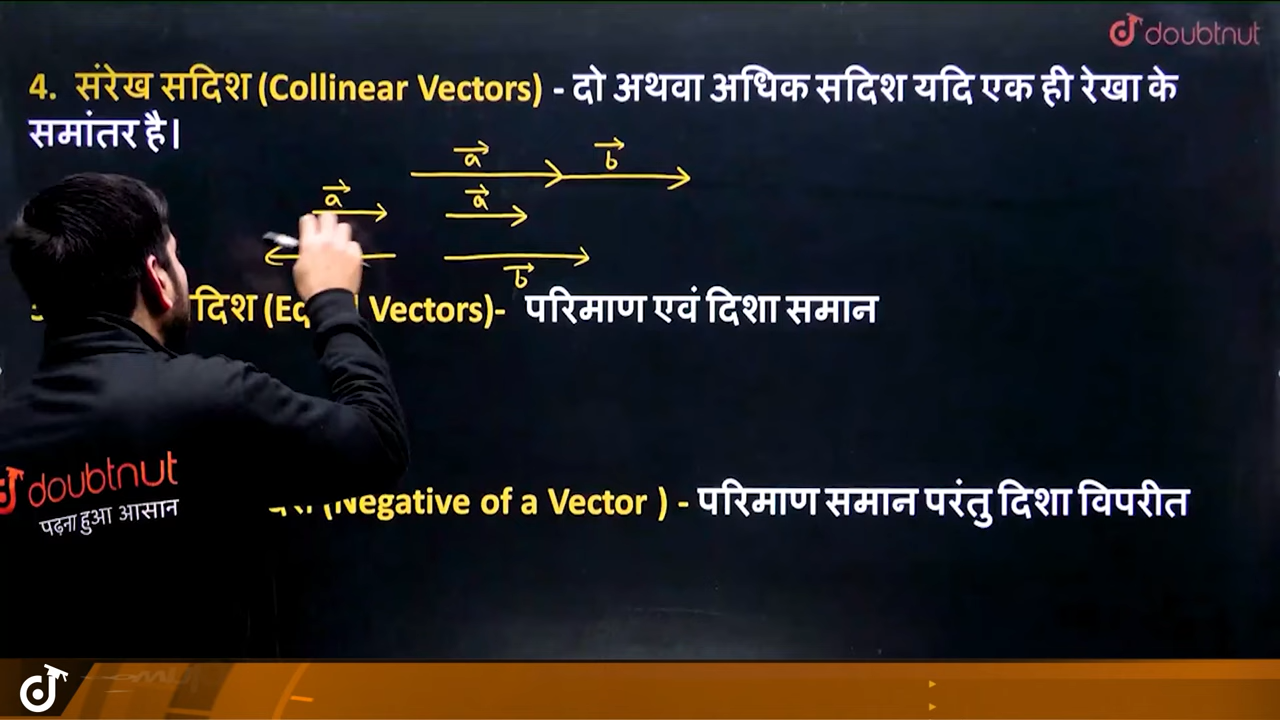 doubtnut
4. संरेख सदिश (Collinear Vectors) - दो अथवा अधिक सदिश यदि एक ही रेखा के
समांतर है।
a b
a a
b
दिश (Eq l Vectors)- परिमाण एवं दिशा समान
doubtnut
पढ़ना हुआ आसान
(Negative of a Vector ) - परिमाण समान परंतु दिशा विपरीत